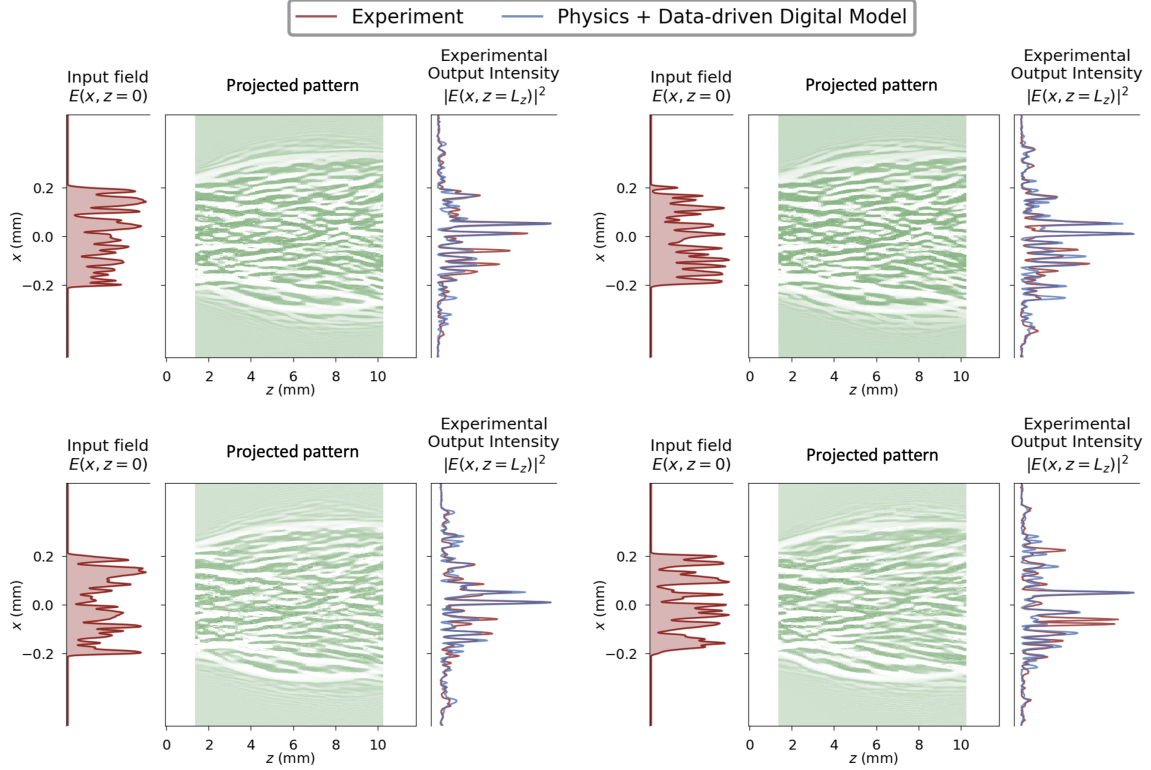 Experiment
Physics + Data-driven Digital Model
Input field
E(x, z = 0)
Projected pattern
Experimental
Output Intensity
|E(x, z = L_z)|²
Input field
E(x, z = 0)
Projected pattern
Experimental
Output Intensity
|E(x, z = L_z)|²
x (mm)
0.2
0.0
−0.2
0 2 4 6 8 10
z (mm)
x (mm)
0.2
0.0
−0.2
0 2 4 6 8 10
z (mm)
Input field
E(x, z = 0)
Projected pattern
Experimental
Output Intensity
|E(x, z = L_z)|²
Input field
E(x, z = 0)
Projected pattern
Experimental
Output Intensity
|E(x, z = L_z)|²
x (mm)
0.2
0.0
−0.2
0 2 4 6 8 10
z (mm)
x (mm)
0.2
0.0
−0.2
0 2 4 6 8 10
z (mm)